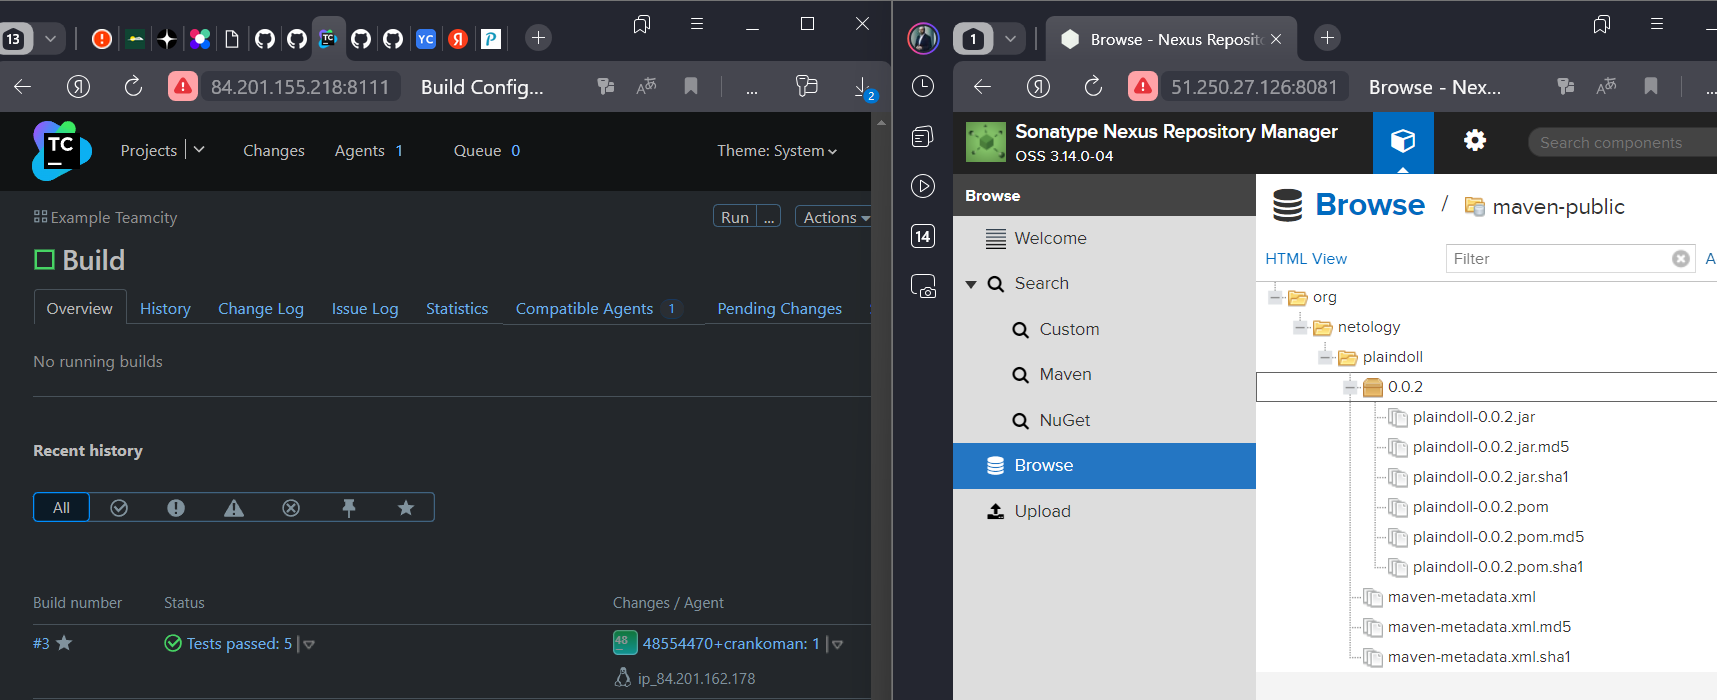 13
YC
Я
P
Я
84.201.155.218:8111
Build Config...
...
2
TC
Projects
Changes
Agents 1
Queue 0
Theme: System
Example Teamcity
Run
...
Actions
Build
Overview
History
Change Log
Issue Log
Statistics
Compatible Agents 1
Pending Changes
No running builds
Recent history
All
Build number
Status
Changes / Agent
#3
Tests passed: 5
48
48554470+crankoman: 1
ip_84.201.162.178
1
Browse - Nexus Reposit
Я
51.250.27.126:8081
Browse - Nex...
...
14
Sonatype Nexus Repository Manager
OSS 3.14.0-04
Search components
Browse
Welcome
Search
Custom
Maven
NuGet
Browse
Upload
Browse / maven-public
HTML View
Filter
A
org
netology
plaindoll
0.0.2
plaindoll-0.0.2.jar
plaindoll-0.0.2.jar.md5
plaindoll-0.0.2.jar.sha1
plaindoll-0.0.2.pom
plaindoll-0.0.2.pom.md5
plaindoll-0.0.2.pom.sha1
maven-metadata.xml
maven-metadata.xml.md5
maven-metadata.xml.sha1